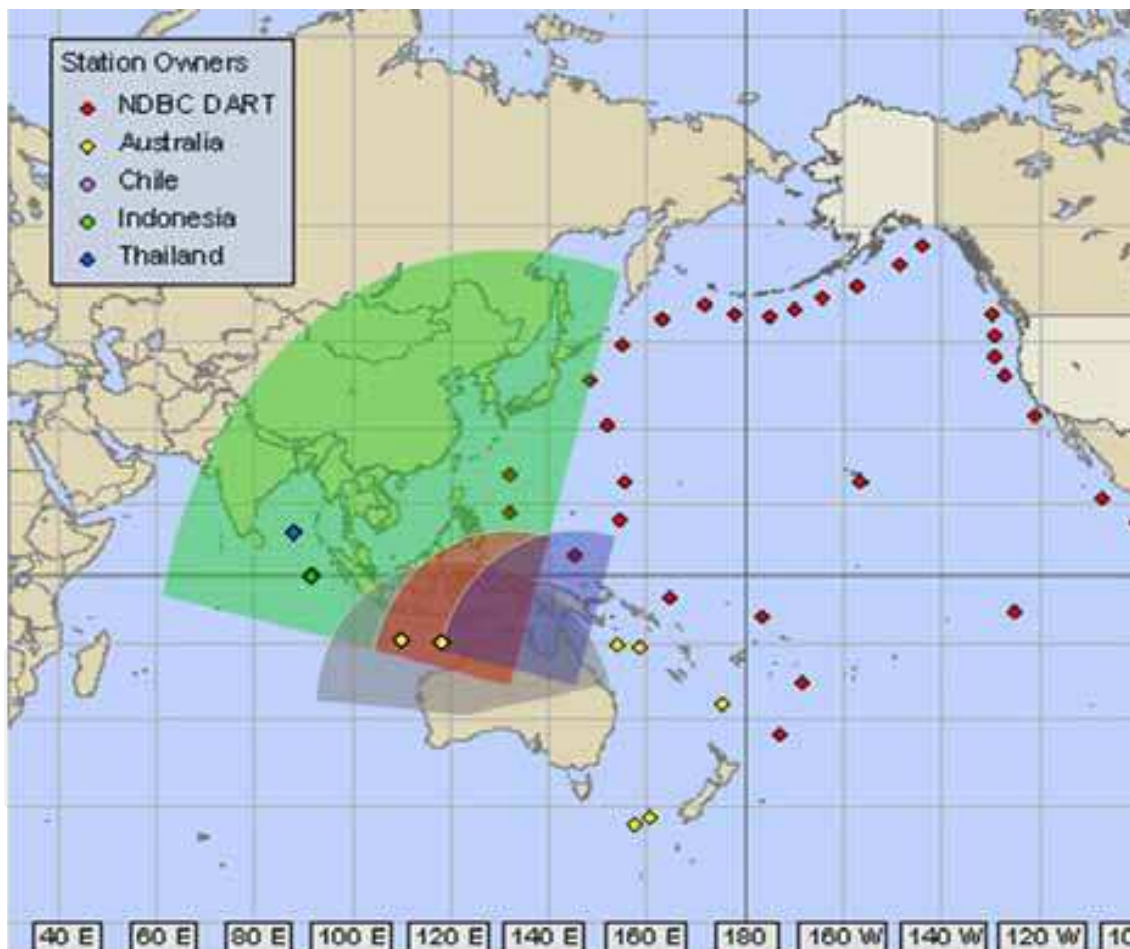 Station Owners
NDBC DART
Australia
Chile
Indonesia
Thailand
40 E 60 E 80 E 100 E 120 E 140 E 160 E 180 160 W 140 W 120 W